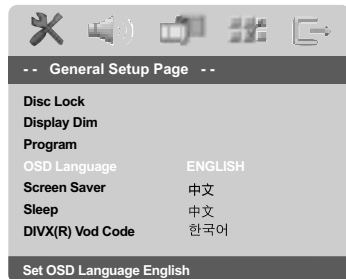 -- General Setup Page --
Disc Lock
Display Dim
Program
OSD Language ENGLISH
Screen Saver 中文
Sleep 中文
DIVX(R) Vod Code 한국어
Set OSD Language English